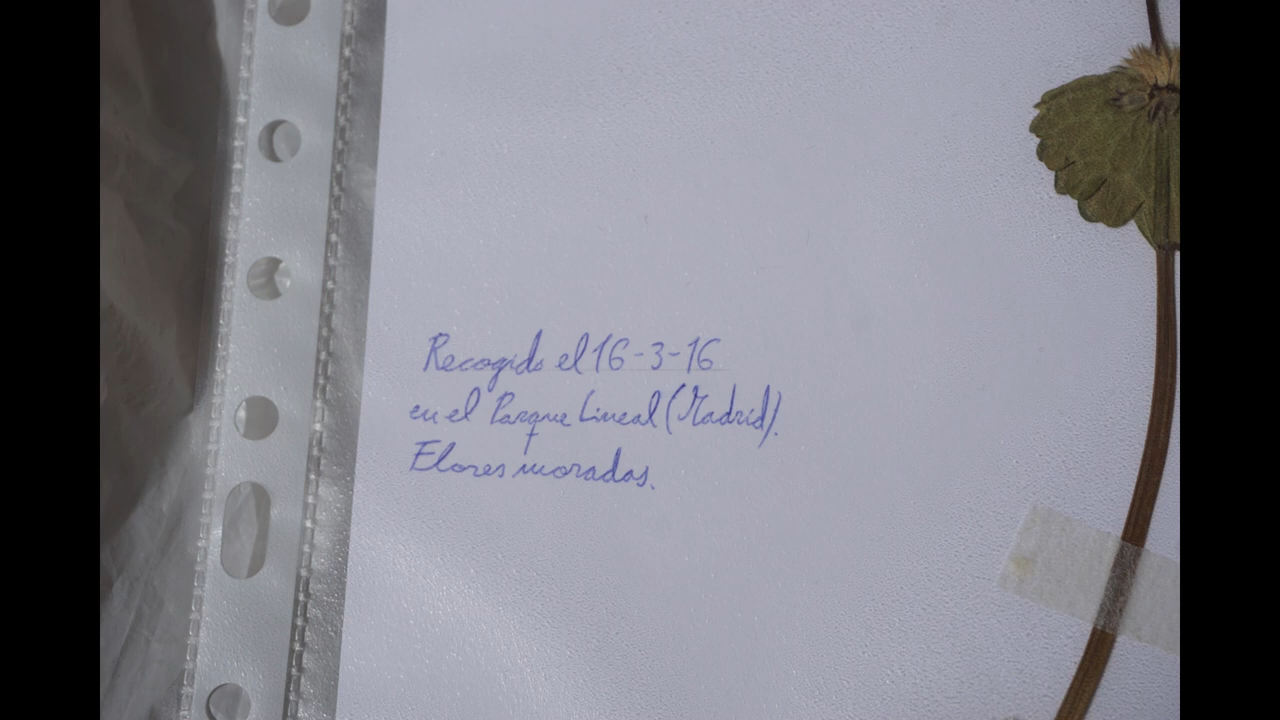 Recogido el 16-3-16
en el Parque Lineal (Madrid).
Flores moradas.